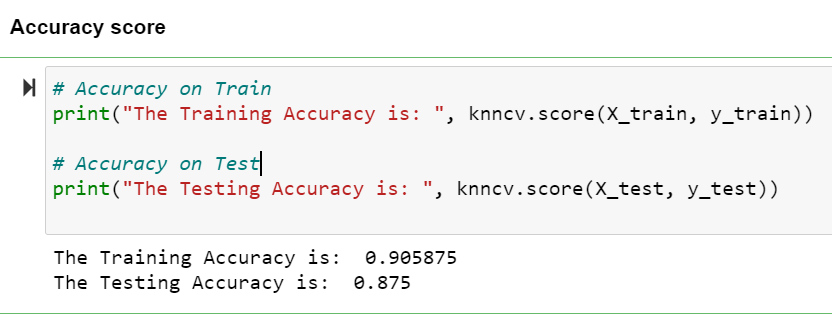 Accuracy score
# Accuracy on Train
print("The Training Accuracy is: ", knncv.score(X_train, y_train))
# Accuracy on Test
print("The Testing Accuracy is: ", knncv.score(X_test, y_test))
The Training Accuracy is:  0.905875
The Testing Accuracy is:  0.875